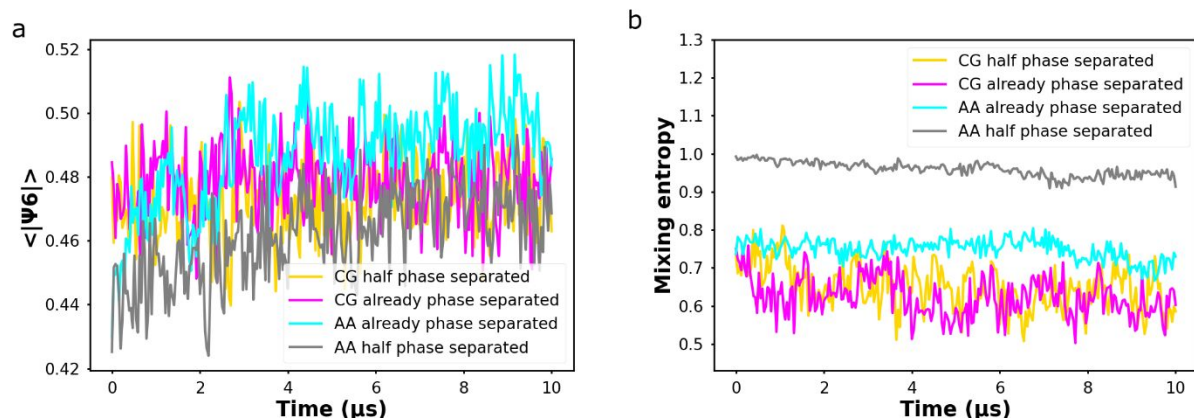 a
<|Ψ6|>
0.52
0.50
0.48
0.46
0.44
0.42
CG half phase separated
CG already phase separated
AA already phase separated
AA half phase separated
0 2 4 6 8 10
Time (μs)
b
Mixing entropy
1.3
1.2
1.1
1.0
0.9
0.8
0.7
0.6
0.5
CG half phase separated
CG already phase separated
AA already phase separated
AA half phase separated
0 2 4 6 8 10
Time (μs)